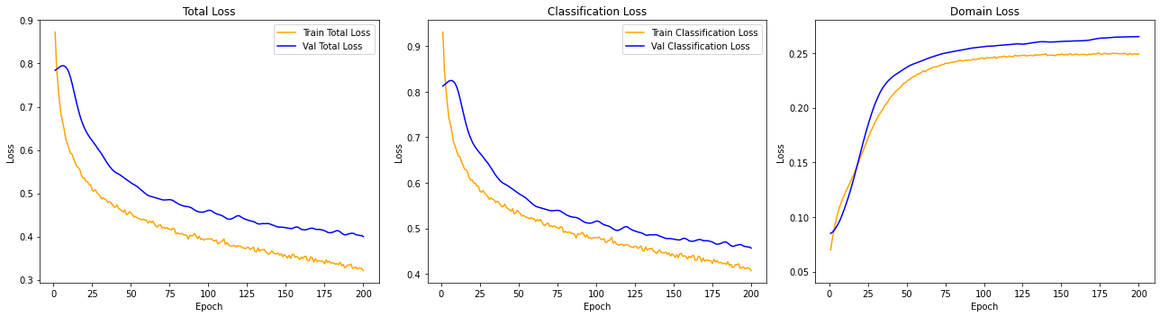 Total Loss
Train Total Loss
Val Total Loss
0.9
0.8
0.7
0.6
0.5
0.4
0.3
Loss
0 25 50 75 100 125 150 175 200
Epoch
Classification Loss
Train Classification Loss
Val Classification Loss
0.9
0.8
0.7
0.6
0.5
0.4
Loss
0 25 50 75 100 125 150 175 200
Epoch
Domain Loss
0.25
0.20
0.15
0.10
0.05
Loss
0 25 50 75 100 125 150 175 200
Epoch